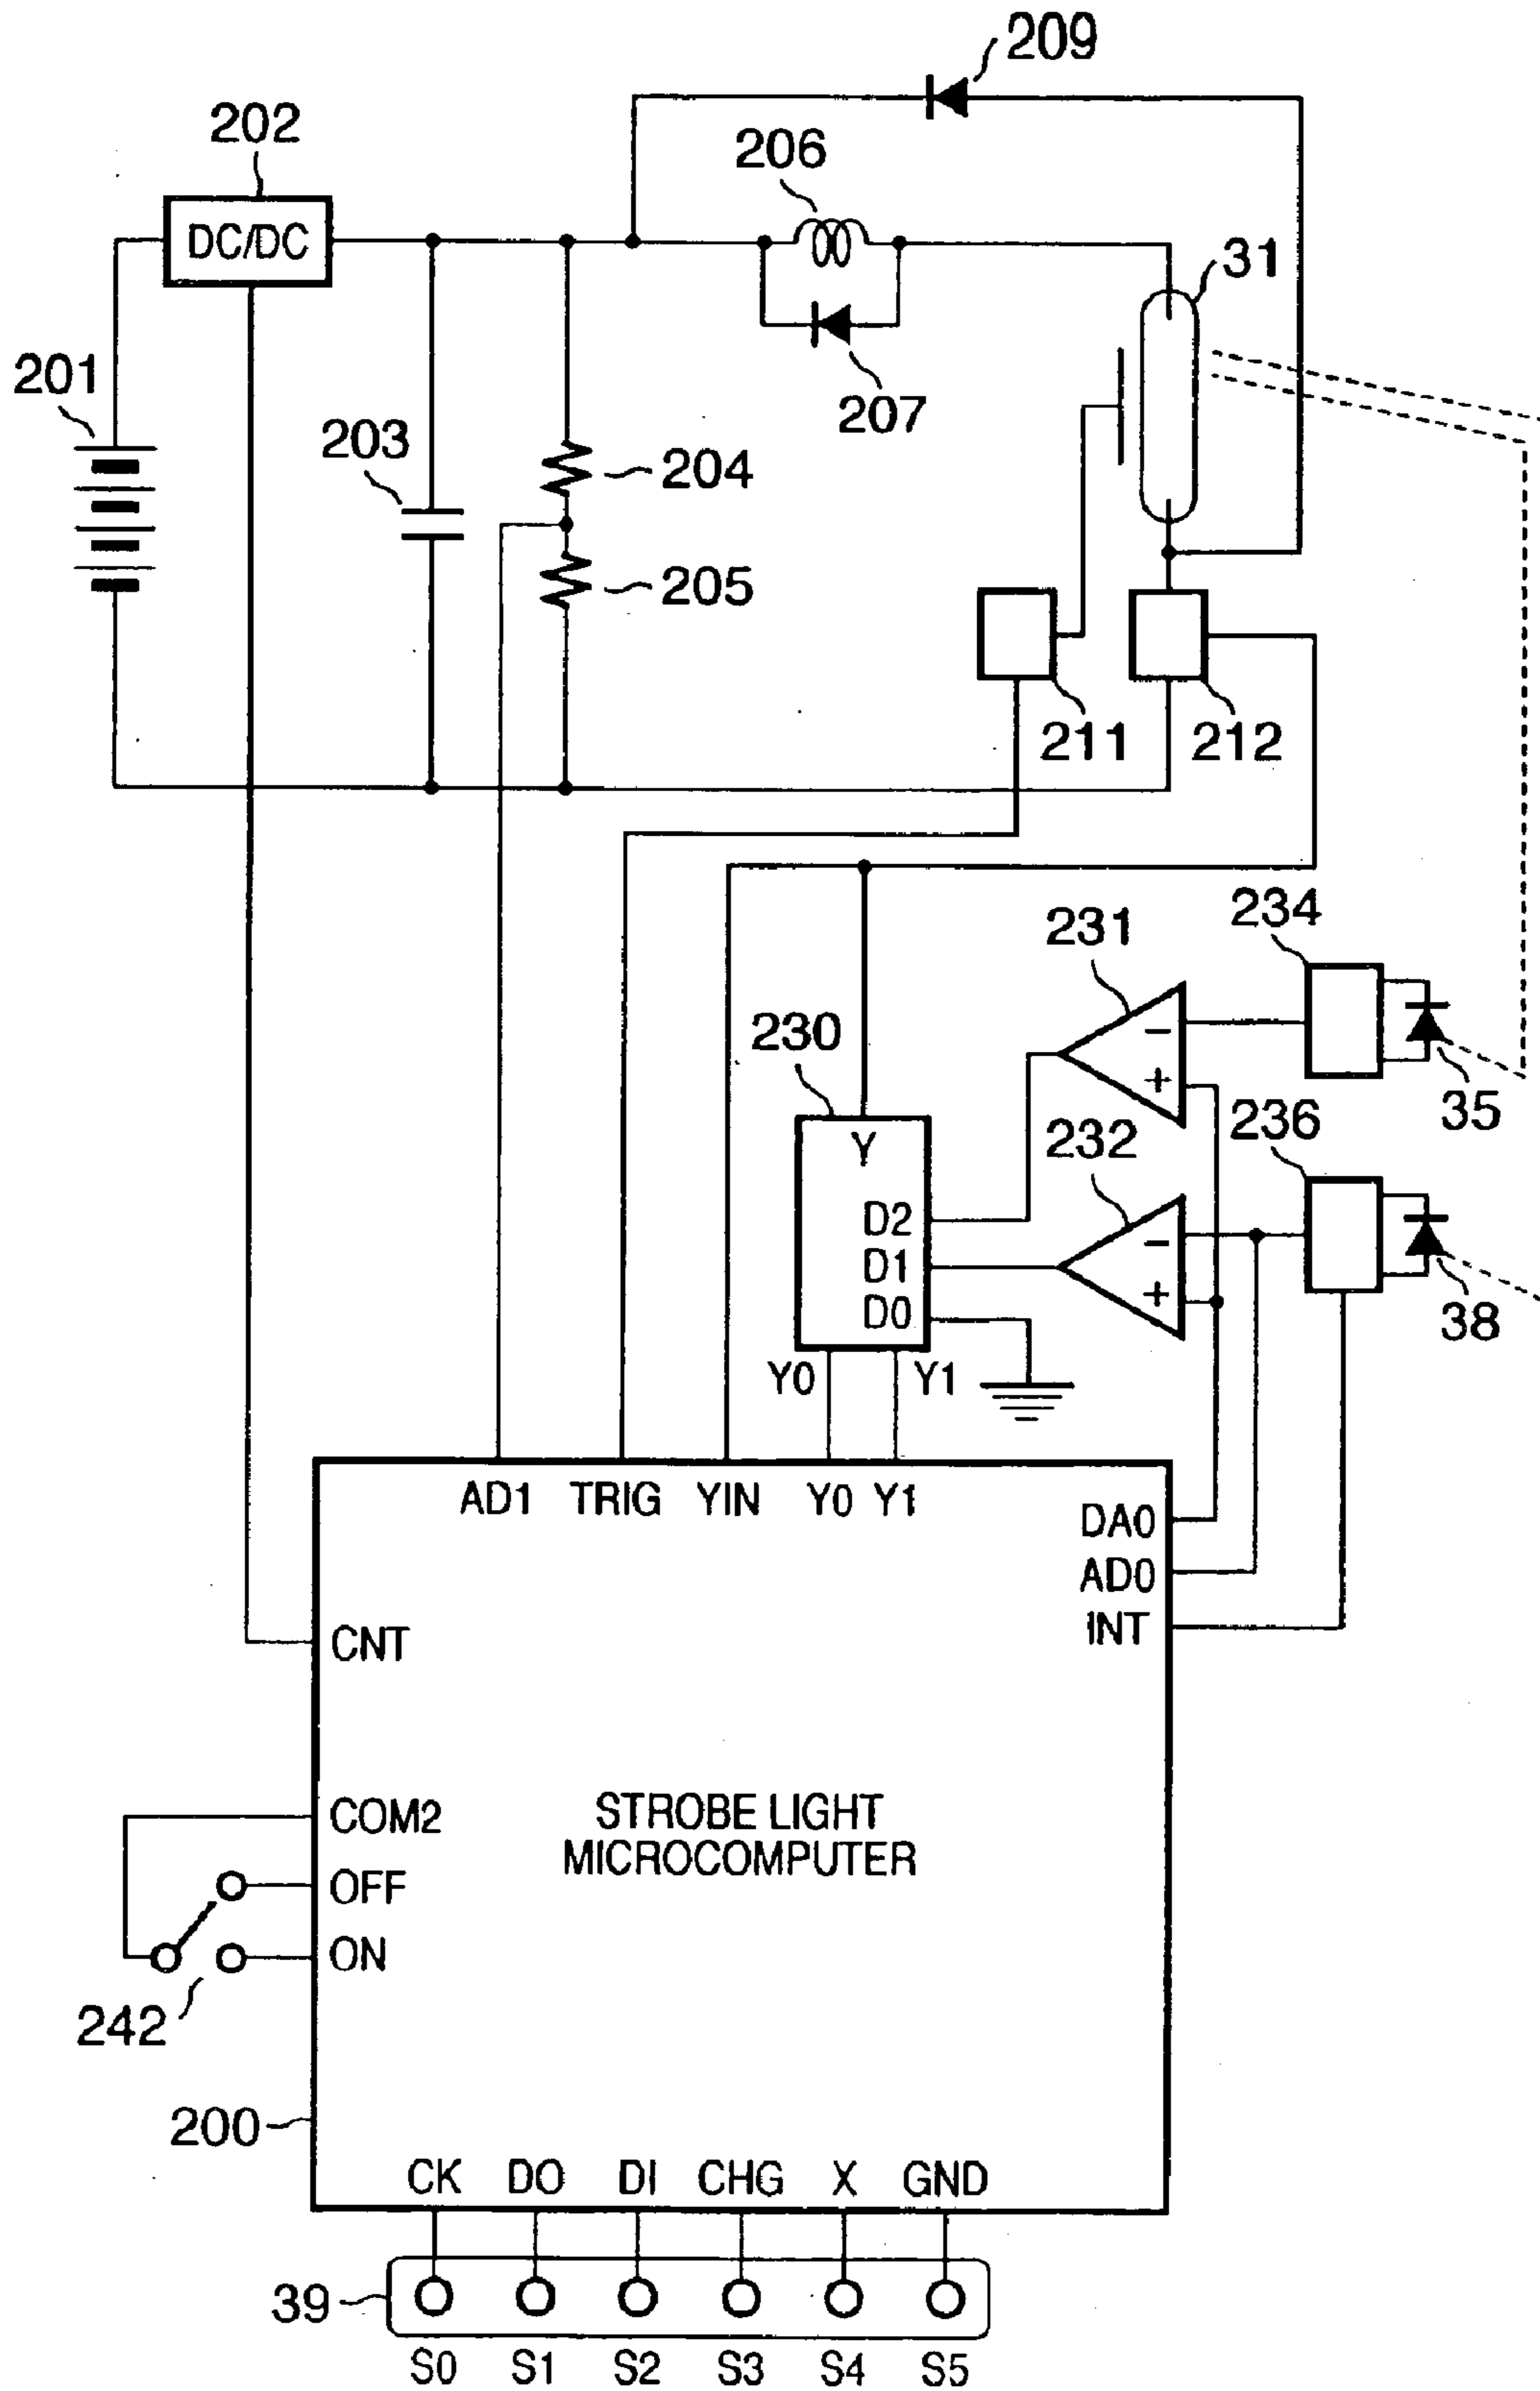 209
202
206
DC/DC
31
201
207
203
204
205
211
212
234
231
230
35
Y
232
236
D2
D1
D0
38
Y0
Y1
AD1
TRIG
YIN
Y0
Y1
DA0
AD0
INT
CNT
COM2
STROBE LIGHT
MICROCOMPUTER
OFF
ON
242
200
CK
DO
DI
CHG
X
GND
39
S0
S1
S2
S3
S4
S5
−
+
−
+